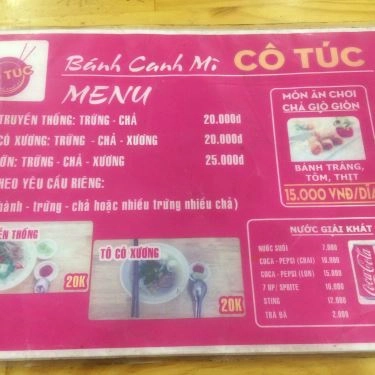 TÚC
Bánh Canh Mì CÔ TÚC
MENU
TRUYỀN THỐNG: TRỨNG - CHẢ 20.000đ
CÓ XƯƠNG: TRỨNG - CHẢ - XƯƠNG 20.000đ
ỚN: TRỨNG - CHẢ - XƯƠNG 25.000đ
HEO YÊU CẦU RIÊNG:
bánh - trứng - chả hoặc nhiều trứng nhiều chả)
MÓN ĂN CHƠI
CHẢ GIÒ GIÒN
BÁNH TRÁNG,
TÔM, THỊT
15.000 VNĐ/DĨA
ỀN THỐNG
20K
TÔ CÓ XƯƠNG
20K
NƯỚC GIẢI KHÁT
NƯỚC SUỐI 7,000
COCA - PEPSI (CHAI) 10,000
COCA - PEPSI (LON) 15,000
7 UP/ SPRITE 10,000
STING 12,000
TRÀ ĐÁ 2,000
Coca-Cola